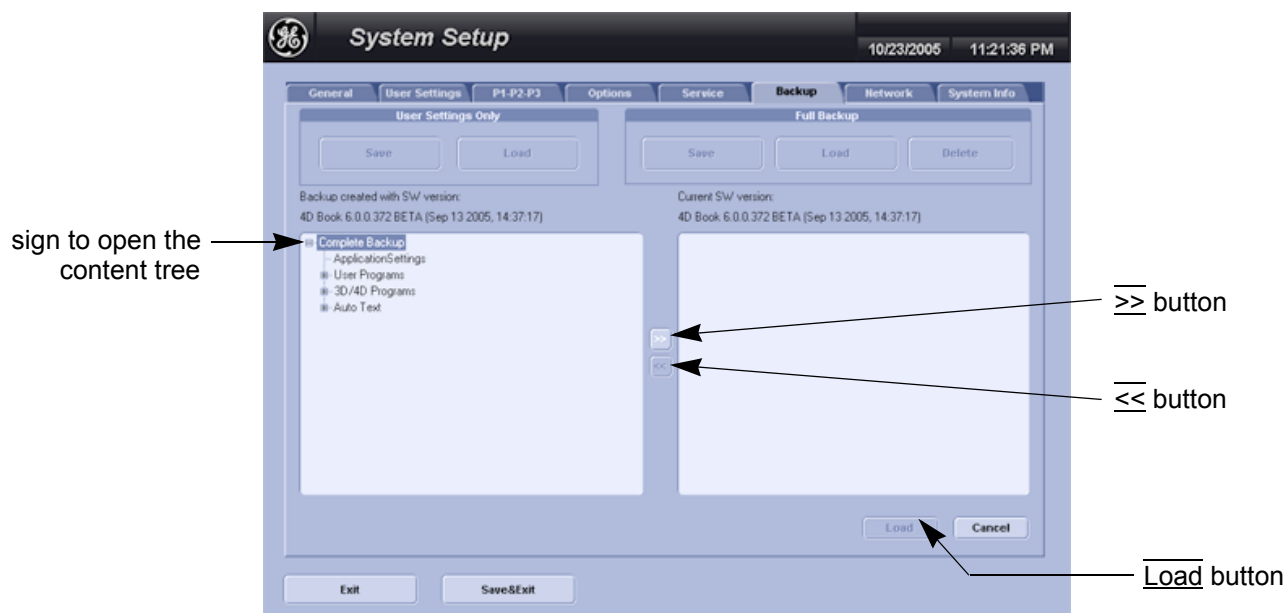 System Setup
10/23/2005 11:21:36 PM
General User Settings P1-P2-P3 Options Service Backup Network System Info
User Settings Only Full Backup
Save Load Save Load Delete
Backup created with SW version: Current SW version:
4D Book 6.0.0.372 BETA (Sep 13 2005, 14:37:17) 4D Book 6.0.0.372 BETA (Sep 13 2005, 14:37:17)
sign to open the
content tree
Complete Backup
ApplicationSettings
User Programs
3D/4D Programs
Auto Text
>>
<<
>> button
<< button
Load Cancel
Load button
Exit Save&Exit